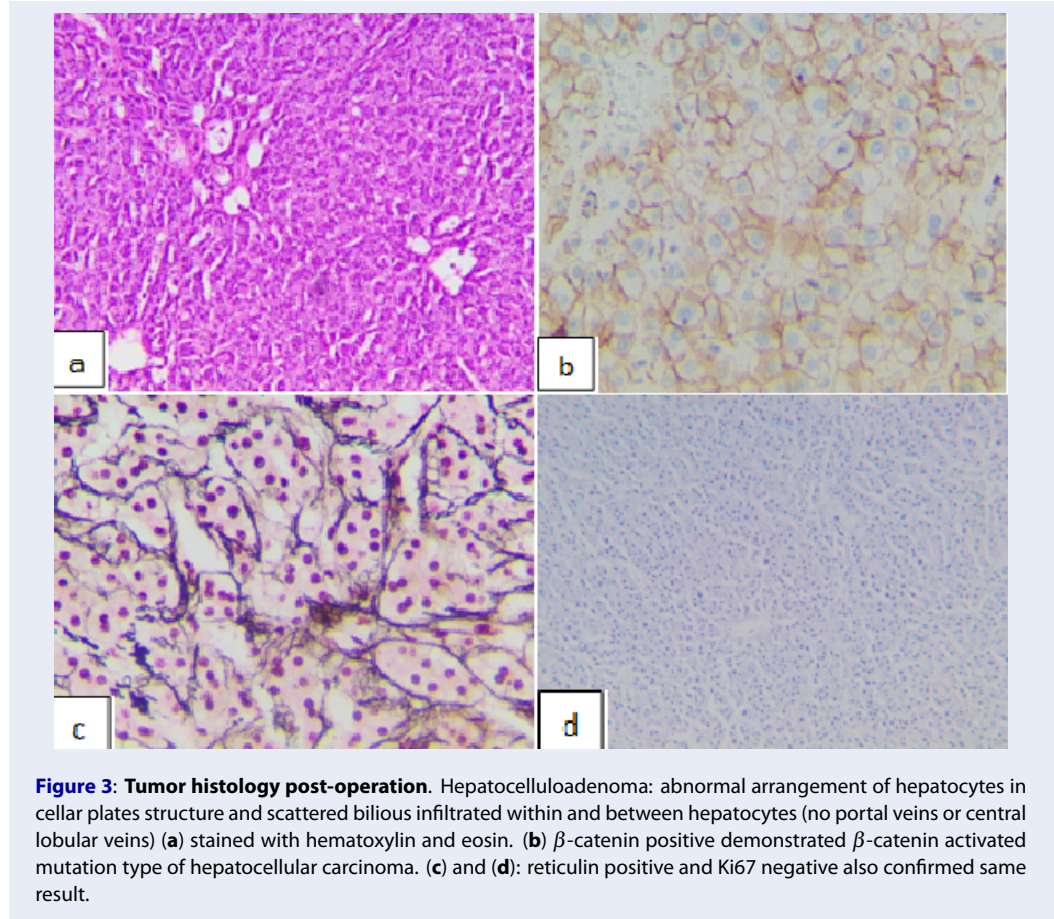 a
b
c
d
Figure 3: Tumor histology post-operation. Hepatocelluloadenoma: abnormal arrangement of hepatocytes in
cellar plates structure and scattered bilious infiltrated within and between hepatocytes (no portal veins or central
lobular veins) (a) stained with hematoxylin and eosin. (b) β-catenin positive demonstrated β-catenin activated
mutation type of hepatocellular carcinoma. (c) and (d): reticulin positive and Ki67 negative also confirmed same
result.